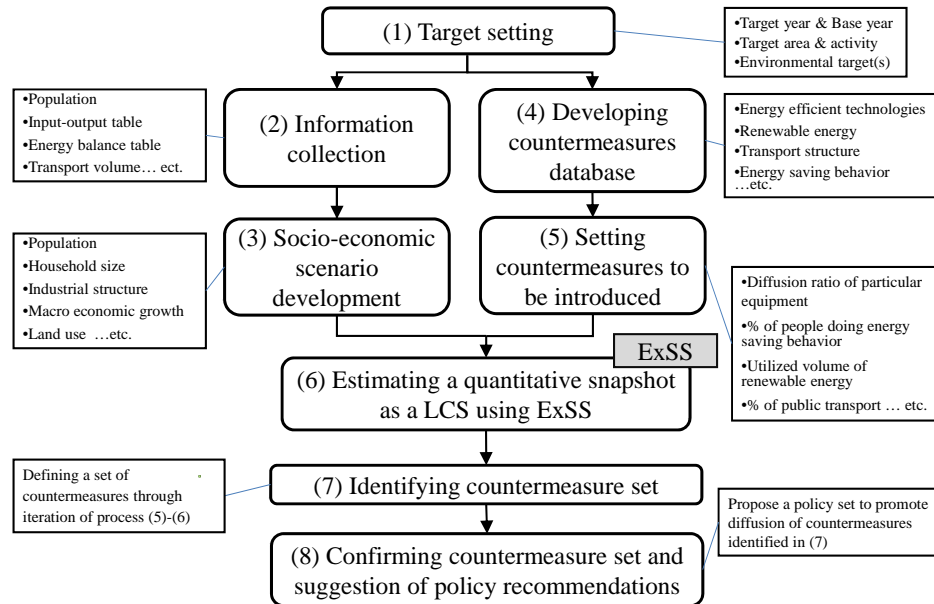 (1) Target setting
•Target year & Base year
•Target area & activity
•Environmental target(s)
•Population
•Input-output table
•Energy balance table
•Transport volume… ect.
(2) Information
collection
(4) Developing
countermeasures
database
•Energy efficient technologies
•Renewable energy
•Transport structure
•Energy saving behavior
…etc.
•Population
•Household size
•Industrial structure
•Macro economic growth
•Land use …etc.
(3) Socio-economic
scenario
development
(5) Setting
countermeasures to
be introduced
•Diffusion ratio of particular
equipment
•% of people doing energy
saving behavior
•Utilized volume of
renewable energy
•% of public transport … etc.
ExSS
(6) Estimating a quantitative snapshot
as a LCS using ExSS
Defining a set of
countermeasures through
iteration of process (5)-(6)
(7) Identifying countermeasure set
Propose a policy set to promote
diffusion of countermeasures
identified in (7)
(8) Confirming countermeasure set and
suggestion of policy recommendations